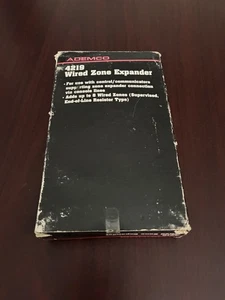 ADEMCO
4219
Wired Zone Expander
· For use with control/communicators
supporting zone expander connection
via console lines
· Adds up to 8 Wired Zones (Supervised,
End-of-Line Resistor Type)